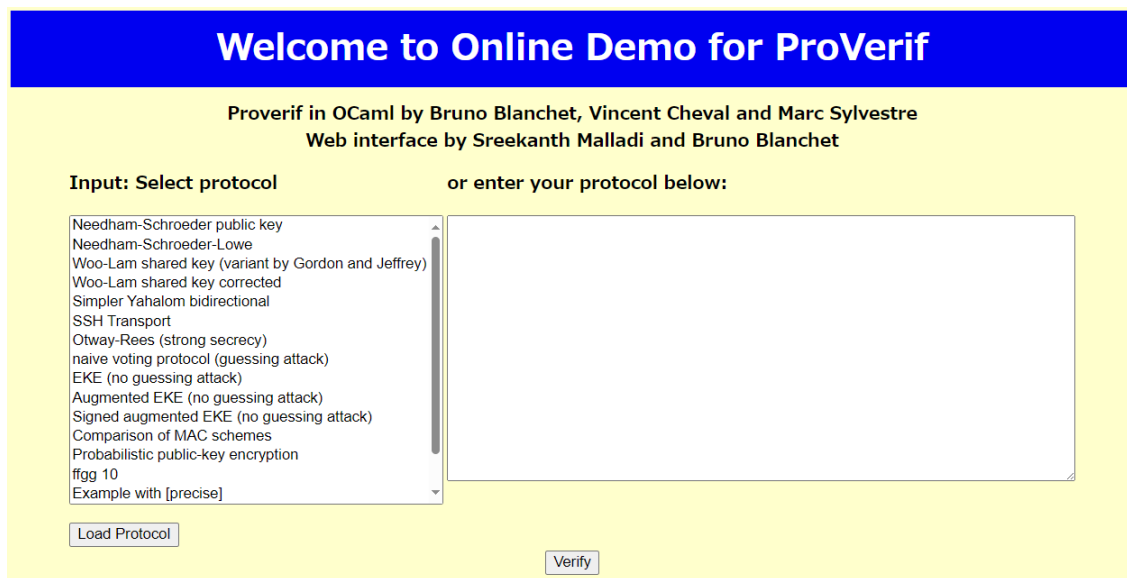 Welcome to Online Demo for ProVerif
Proverif in OCaml by Bruno Blanchet, Vincent Cheval and Marc Sylvestre
Web interface by Sreekanth Malladi and Bruno Blanchet
Input: Select protocol
or enter your protocol below:
Needham-Schroeder public key
Needham-Schroeder-Lowe
Woo-Lam shared key (variant by Gordon and Jeffrey)
Woo-Lam shared key corrected
Simpler Yahalom bidirectional
SSH Transport
Otway-Rees (strong secrecy)
naive voting protocol (guessing attack)
EKE (no guessing attack)
Augmented EKE (no guessing attack)
Signed augmented EKE (no guessing attack)
Comparison of MAC schemes
Probabilistic public-key encryption
ffgg 10
Example with [precise]
Load Protocol
Verify